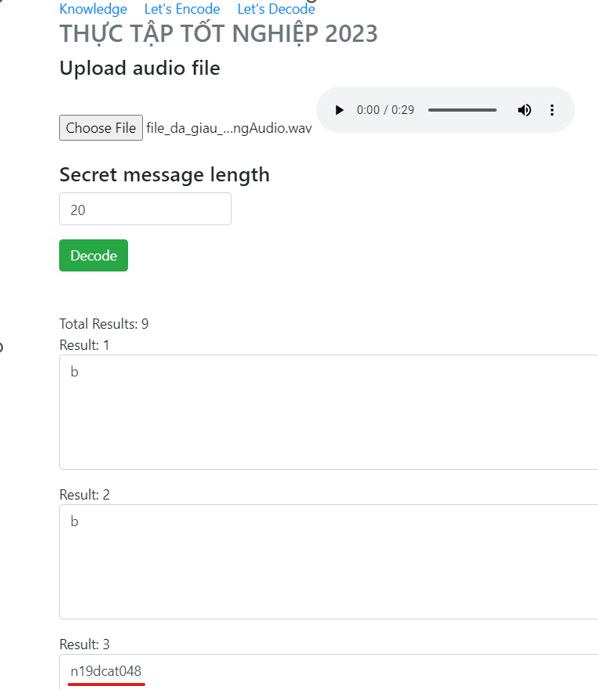 Knowledge Let's Encode Let's Decode
THỰC TẬP TỐT NGHIỆP 2023
Upload audio file
Choose File file_da_giau_...ngAudio.wav 0:00 / 0:29
Secret message length
20
Decode
Total Results: 9
Result: 1
b
Result: 2
b
Result: 3
n19dcat048